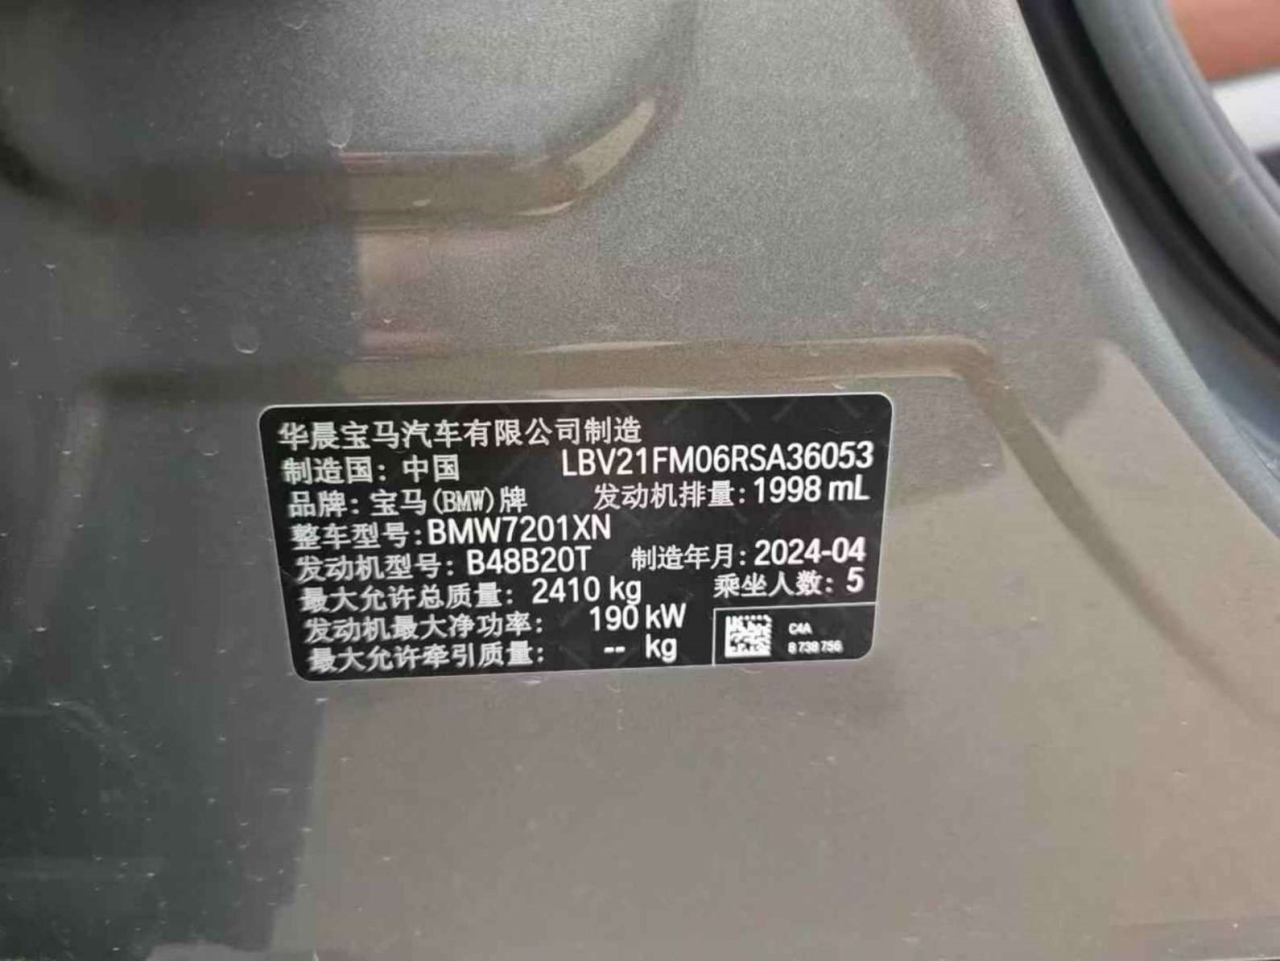 华晨宝马汽车有限公司制造
制造国：中国 LBV21FM06RSA36053
品牌：宝马(BMW)牌 发动机排量：1998 mL
整车型号：BMW7201XN
发动机型号：B48B20T 制造年月：2024-04
最大允许总质量：2410 kg 乘坐人数：5
发动机最大净功率：190 kW
最大允许牵引质量：-- kg
C4A
8 738 756